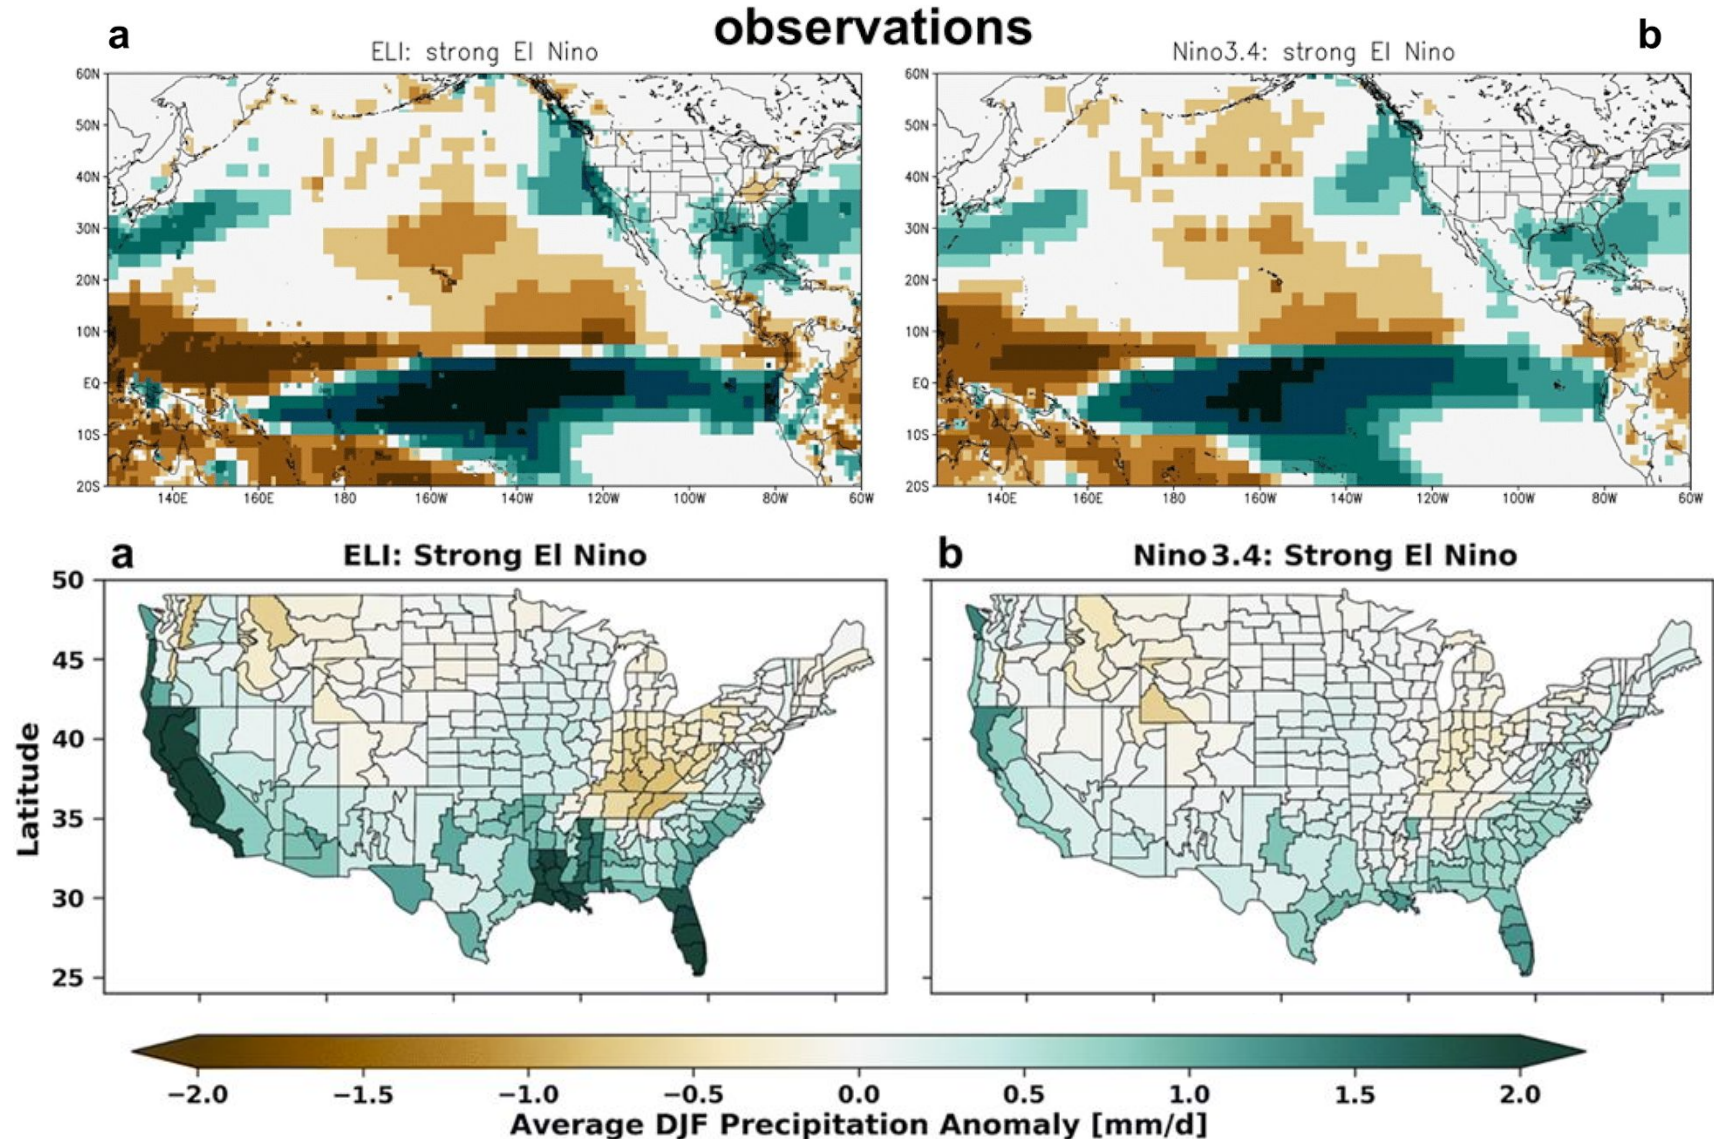 observations
a
b
ELI: strong El Nino
Nino3.4: strong El Nino
60N
50N
40N
30N
20N
10N
EQ
10S
20S
140E
160E
180
160W
140W
120W
100W
80W
60W
60N
50N
40N
30N
20N
10N
EQ
10S
20S
140E
160E
180
160W
140W
120W
100W
80W
60W
a
ELI: Strong El Nino
b
Nino3.4: Strong El Nino
50
45
40
35
30
25
Latitude
−2.0
−1.5
−1.0
−0.5
0.0
0.5
1.0
1.5
2.0
Average DJF Precipitation Anomaly [mm/d]